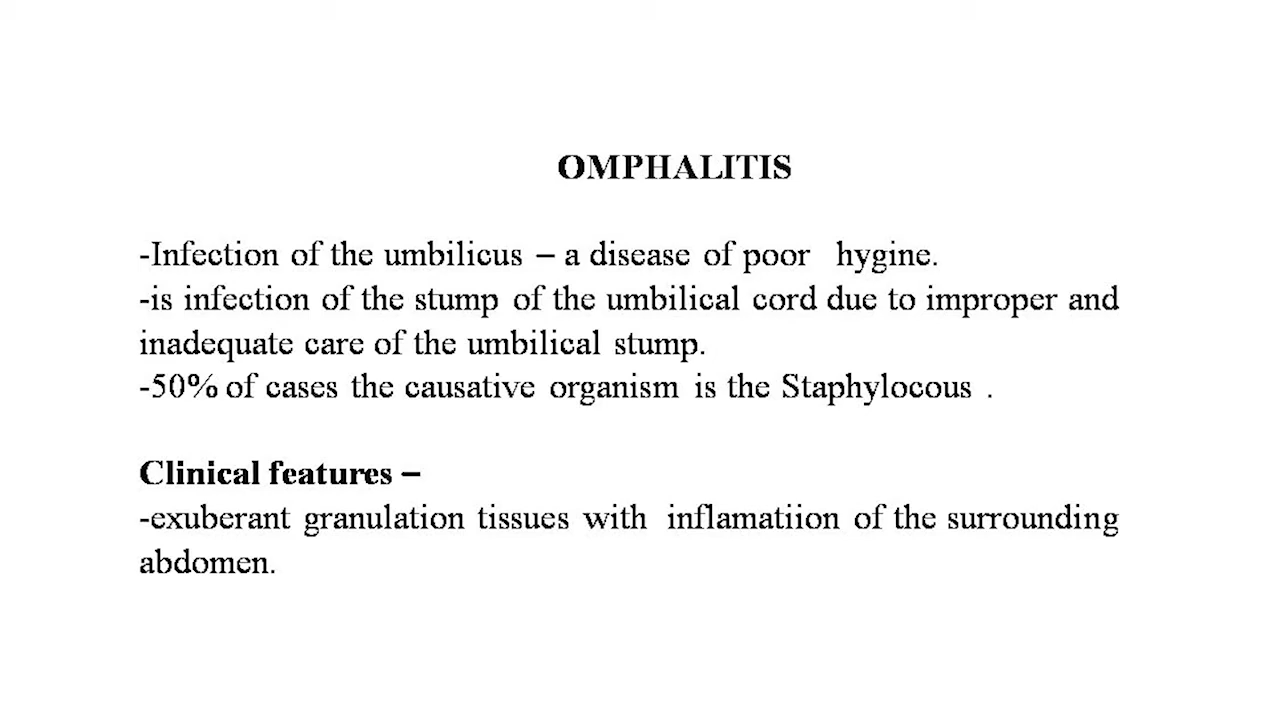 OMPHALITIS
-Infection of the umbilicus – a disease of poor hygine.
-is infection of the stump of the umbilical cord due to improper and
inadequate care of the umbilical stump.
-50% of cases the causative organism is the Staphylocous .
Clinical features –
-exuberant granulation tissues with inflamatiion of the surrounding
abdomen.